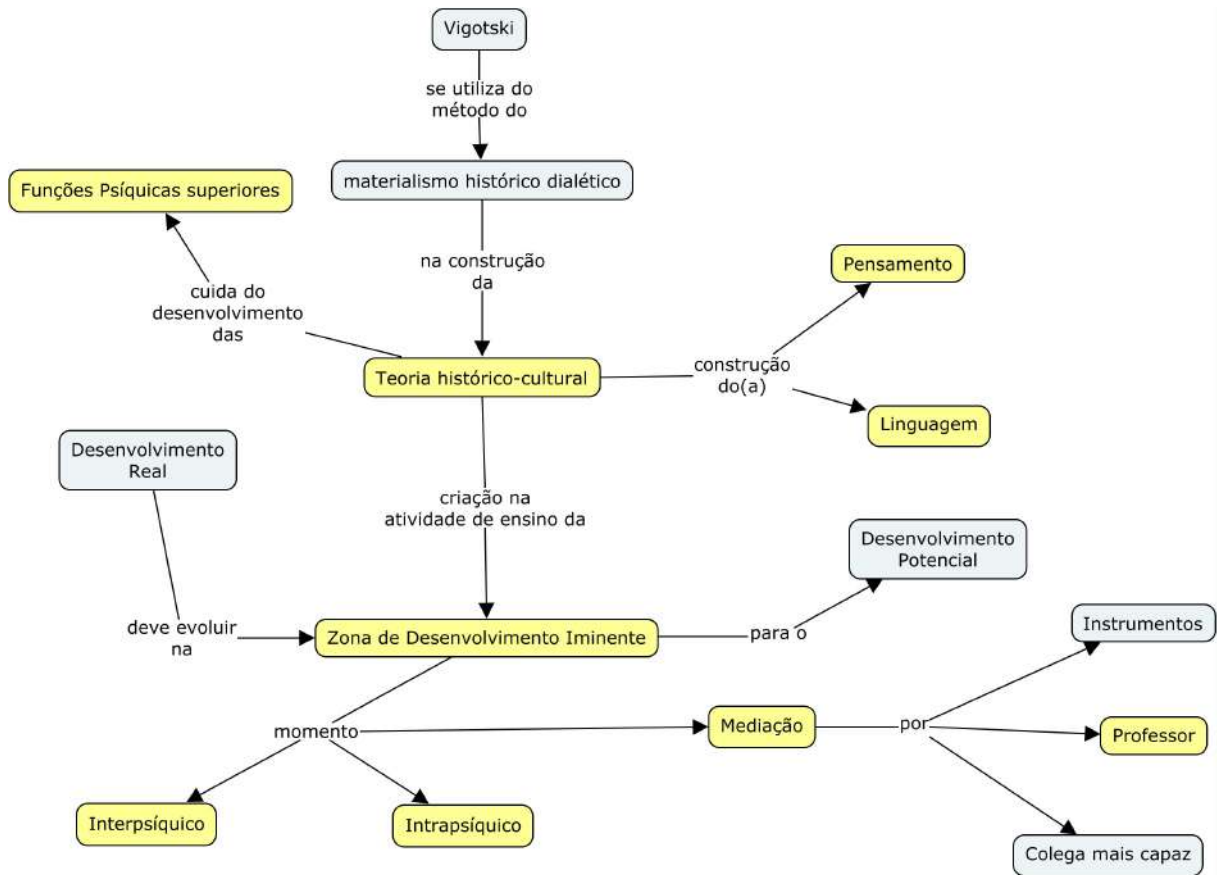 Vigotski
se utiliza do
método do
materialismo histórico dialético
Funções Psíquicas superiores
na construção
da
Pensamento
cuida do
desenvolvimento
das
Teoria histórico-cultural
construção
do(a)
Linguagem
Desenvolvimento
Real
criação na
atividade de ensino da
Desenvolvimento
Potencial
deve evoluir
na
Zona de Desenvolvimento Iminente
para o
Instrumentos
momento
Mediação
por
Professor
Interpsíquico
Intrapsíquico
Colega mais capaz